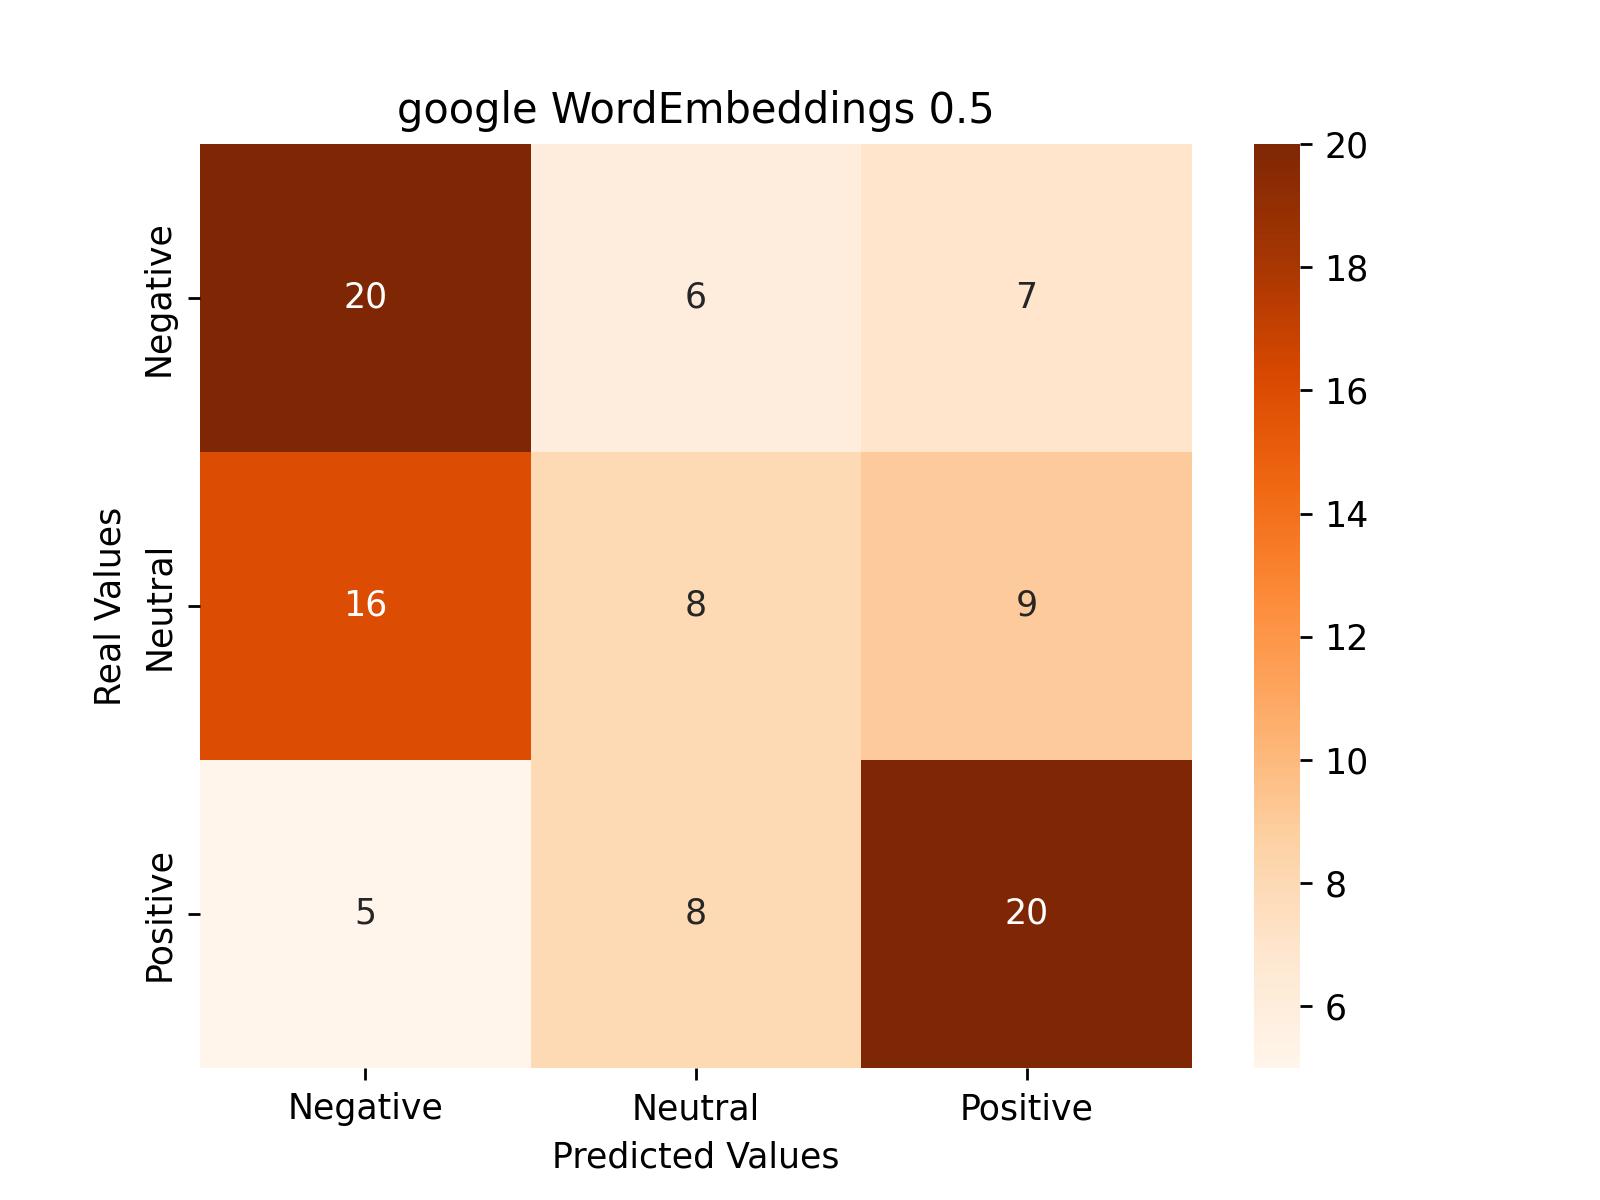 google WordEmbeddings 0.5
Real Values
Negative
20 6 7
Neutral
16 8 9
Positive
5 8 20
Negative Neutral Positive
Predicted Values
20
18
16
14
12
10
8
6